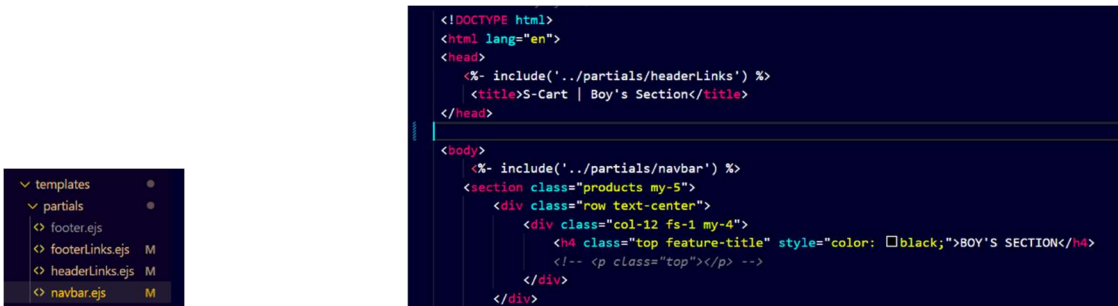 templates
partials
<> footer.ejs
<> footerLinks.ejs M
<> headerLinks.ejs M
<> navbar.ejs M
<!DOCTYPE html>
<html lang="en">
<head>
<%- include('../partials/headerLinks') %>
<title>S-Cart | Boy's Section</title>
</head>
<body>
<%- include('../partials/navbar') %>
<section class="products my-5">
<div class="row text-center">
<div class="col-12 fs-1 my-4">
<h4 class="top feature-title" style="color: black;">BOY'S SECTION</h4>
<!-- <p class="top"></p> -->
</div>
</div>